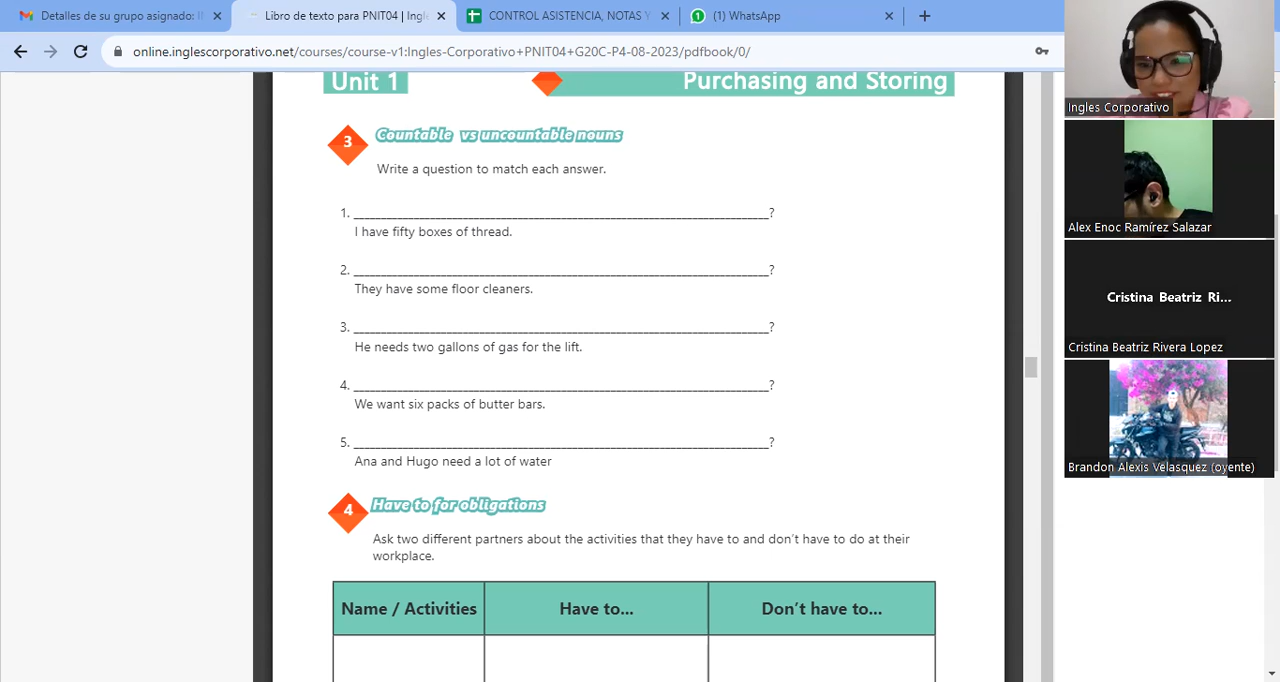 Detalles de su grupo asignado: II
Libro de texto para PNIT04 | Ingl
CONTROL ASISTENCIA, NOTAS Y
(1) WhatsApp
online.inglescorporativo.net/courses/course-v1:Ingles-Corporativo+PNIT04+G20C-P4-08-2023/pdfbook/0/
Unit 1
Purchasing and Storing
3
Countable vs uncountable nouns
Write a question to match each answer.
1. ?
I have fifty boxes of thread.
2. ?
They have some floor cleaners.
3. ?
He needs two gallons of gas for the lift.
4. ?
We want six packs of butter bars.
5. ?
Ana and Hugo need a lot of water
4
Have to for obligations
Ask two different partners about the activities that they have to and don't have to do at their
workplace.
Name / Activities
Have to...
Don't have to...
Ingles Corporativo
Alex Enoc Ramírez Salazar
Cristina Beatriz Ri...
Cristina Beatriz Rivera Lopez
Brandon Alexis Velasquez (oyente)